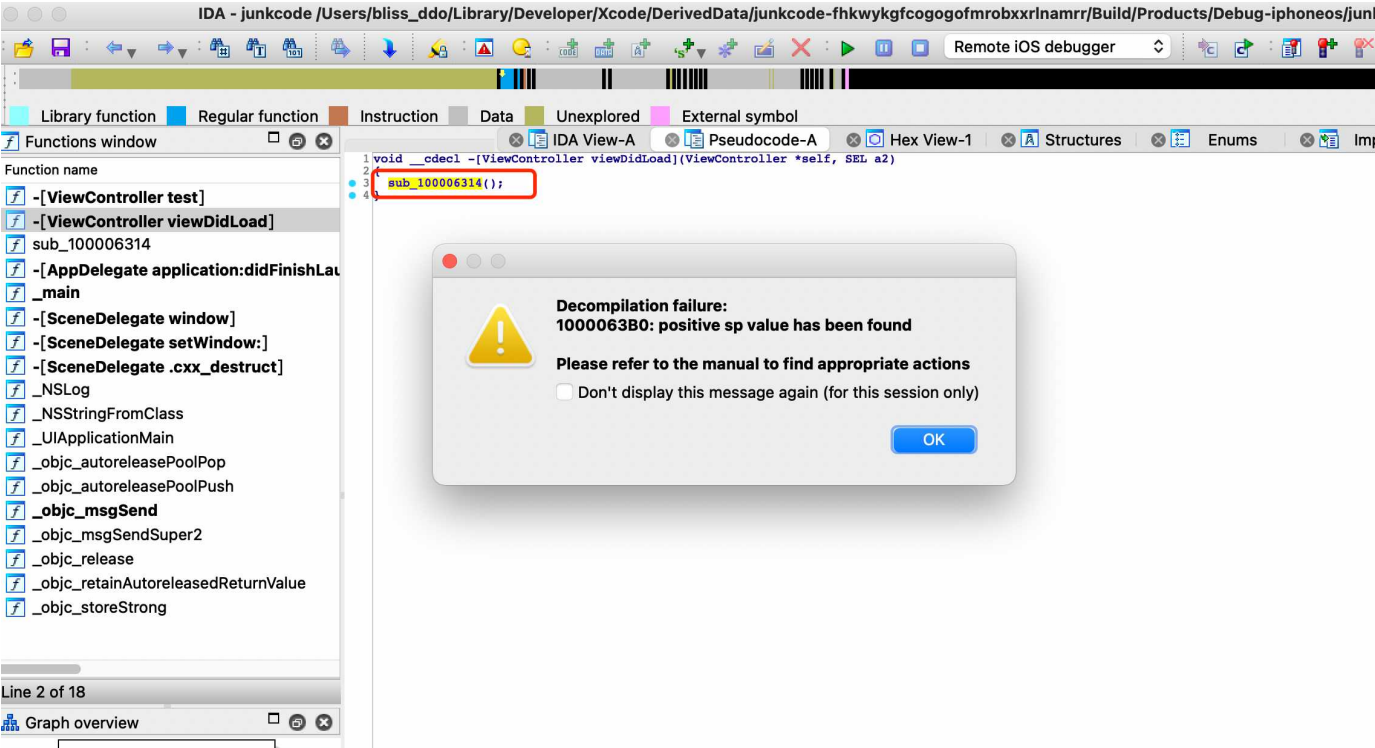 IDA - junkcode /Users/bliss_ddo/Library/Developer/Xcode/DerivedData/junkcode-fhkwykgfcogogofmrobxxrlnamrr/Build/Products/Debug-iphoneos/junk
Remote iOS debugger
Library function Regular function Instruction Data Unexplored External symbol
Functions window
IDA View-A Pseudocode-A Hex View-1 Structures Enums Imp
Function name
1 void __cdecl -[ViewController viewDidLoad](ViewController *self, SEL a2)
2 {
3 sub_100006314();
4 }
f -[ViewController test]
f -[ViewController viewDidLoad]
f sub_100006314
f -[AppDelegate application:didFinishLau
f _main
f -[SceneDelegate window]
f -[SceneDelegate setWindow:]
f -[SceneDelegate .cxx_destruct]
f _NSLog
f _NSStringFromClass
f _UIApplicationMain
f _objc_autoreleasePoolPop
f _objc_autoreleasePoolPush
f _objc_msgSend
f _objc_msgSendSuper2
f _objc_release
f _objc_retainAutoreleasedReturnValue
f _objc_storeStrong
Decompilation failure:
1000063B0: positive sp value has been found
Please refer to the manual to find appropriate actions
Don't display this message again (for this session only)
OK
Line 2 of 18
Graph overview